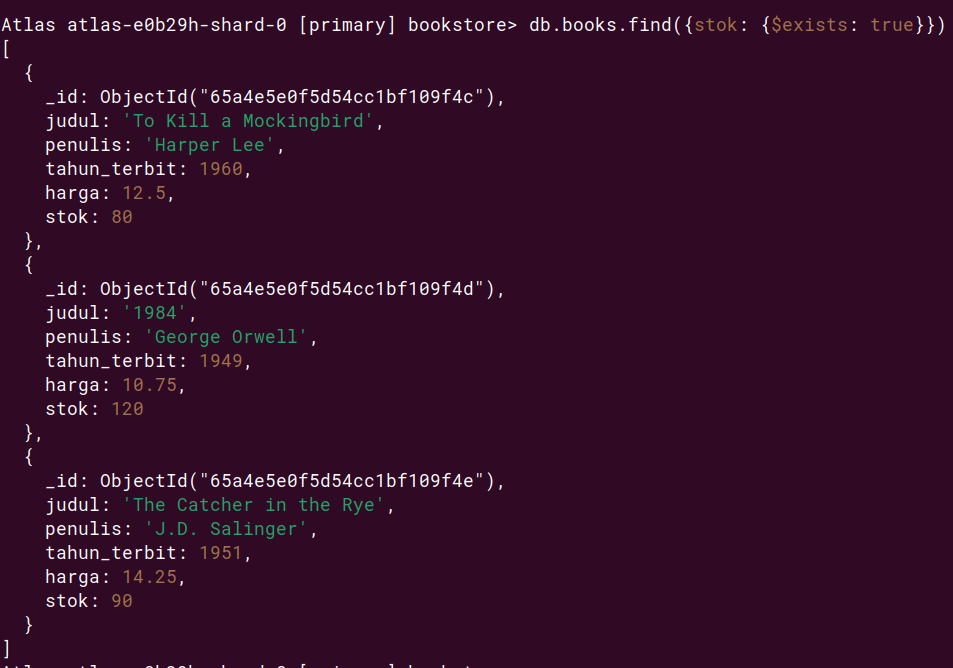 Atlas atlas-e0b29h-shard-0 [primary] bookstore> db.books.find({stok: {$exists: true}})
[
  {
    _id: ObjectId("65a4e5e0f5d54cc1bf109f4c"),
    judul: 'To Kill a Mockingbird',
    penulis: 'Harper Lee',
    tahun_terbit: 1960,
    harga: 12.5,
    stok: 80
  },
  {
    _id: ObjectId("65a4e5e0f5d54cc1bf109f4d"),
    judul: '1984',
    penulis: 'George Orwell',
    tahun_terbit: 1949,
    harga: 10.75,
    stok: 120
  },
  {
    _id: ObjectId("65a4e5e0f5d54cc1bf109f4e"),
    judul: 'The Catcher in the Rye',
    penulis: 'J.D. Salinger',
    tahun_terbit: 1951,
    harga: 14.25,
    stok: 90
  }
]